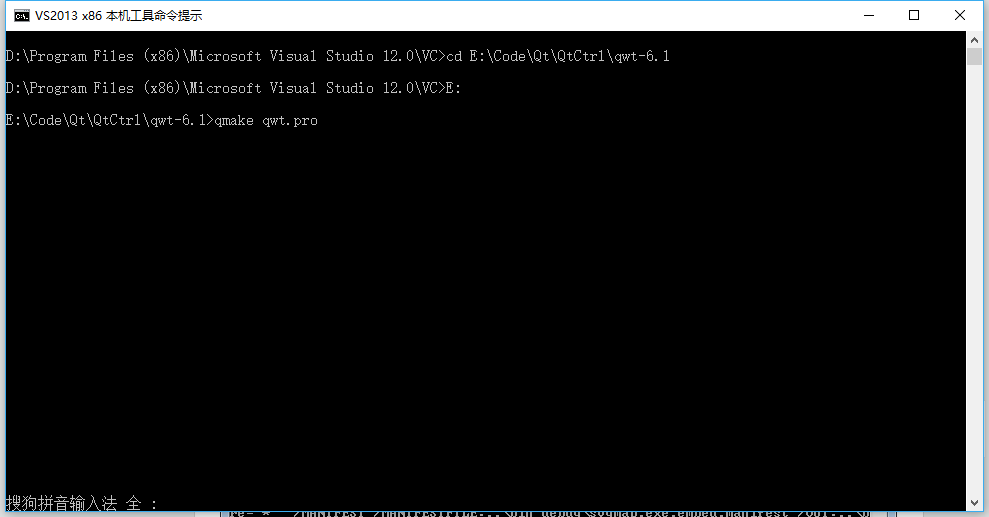 VS2013 x86 本机工具命令提示
D:\Program Files (x86)\Microsoft Visual Studio 12.0\VC>cd E:\Code\Qt\QtCtrl\qwt-6.1
D:\Program Files (x86)\Microsoft Visual Studio 12.0\VC>E:
E:\Code\Qt\QtCtrl\qwt-6.1>qmake qwt.pro
搜狗拼音输入法 全 :